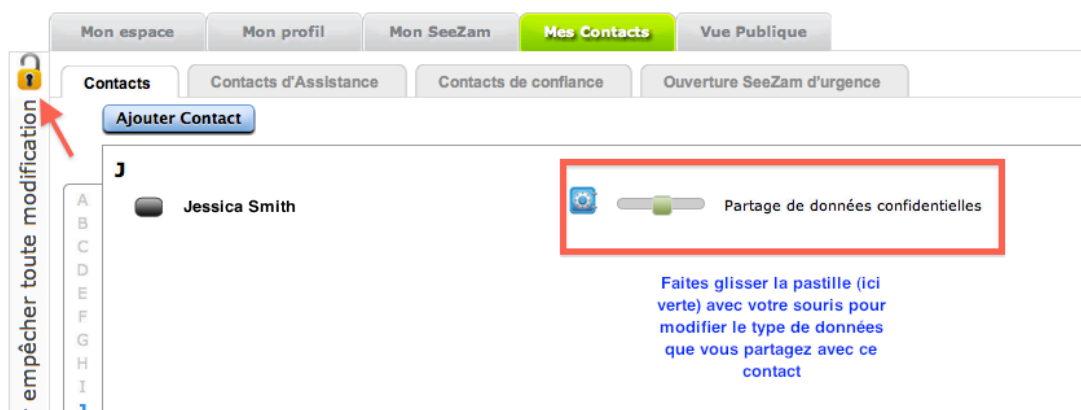 Mon espace
Mon profil
Mon SeeZam
Mes Contacts
Vue Publique
Contacts
Contacts d'Assistance
Contacts de confiance
Ouverture SeeZam d'urgence
empêcher toute modification
Ajouter Contact
J
Jessica Smith
Partage de données confidentielles
A
B
C
D
E
F
G
H
I
J
Faites glisser la pastille (ici
verte) avec votre souris pour
modifier le type de données
que vous partagez avec ce
contact